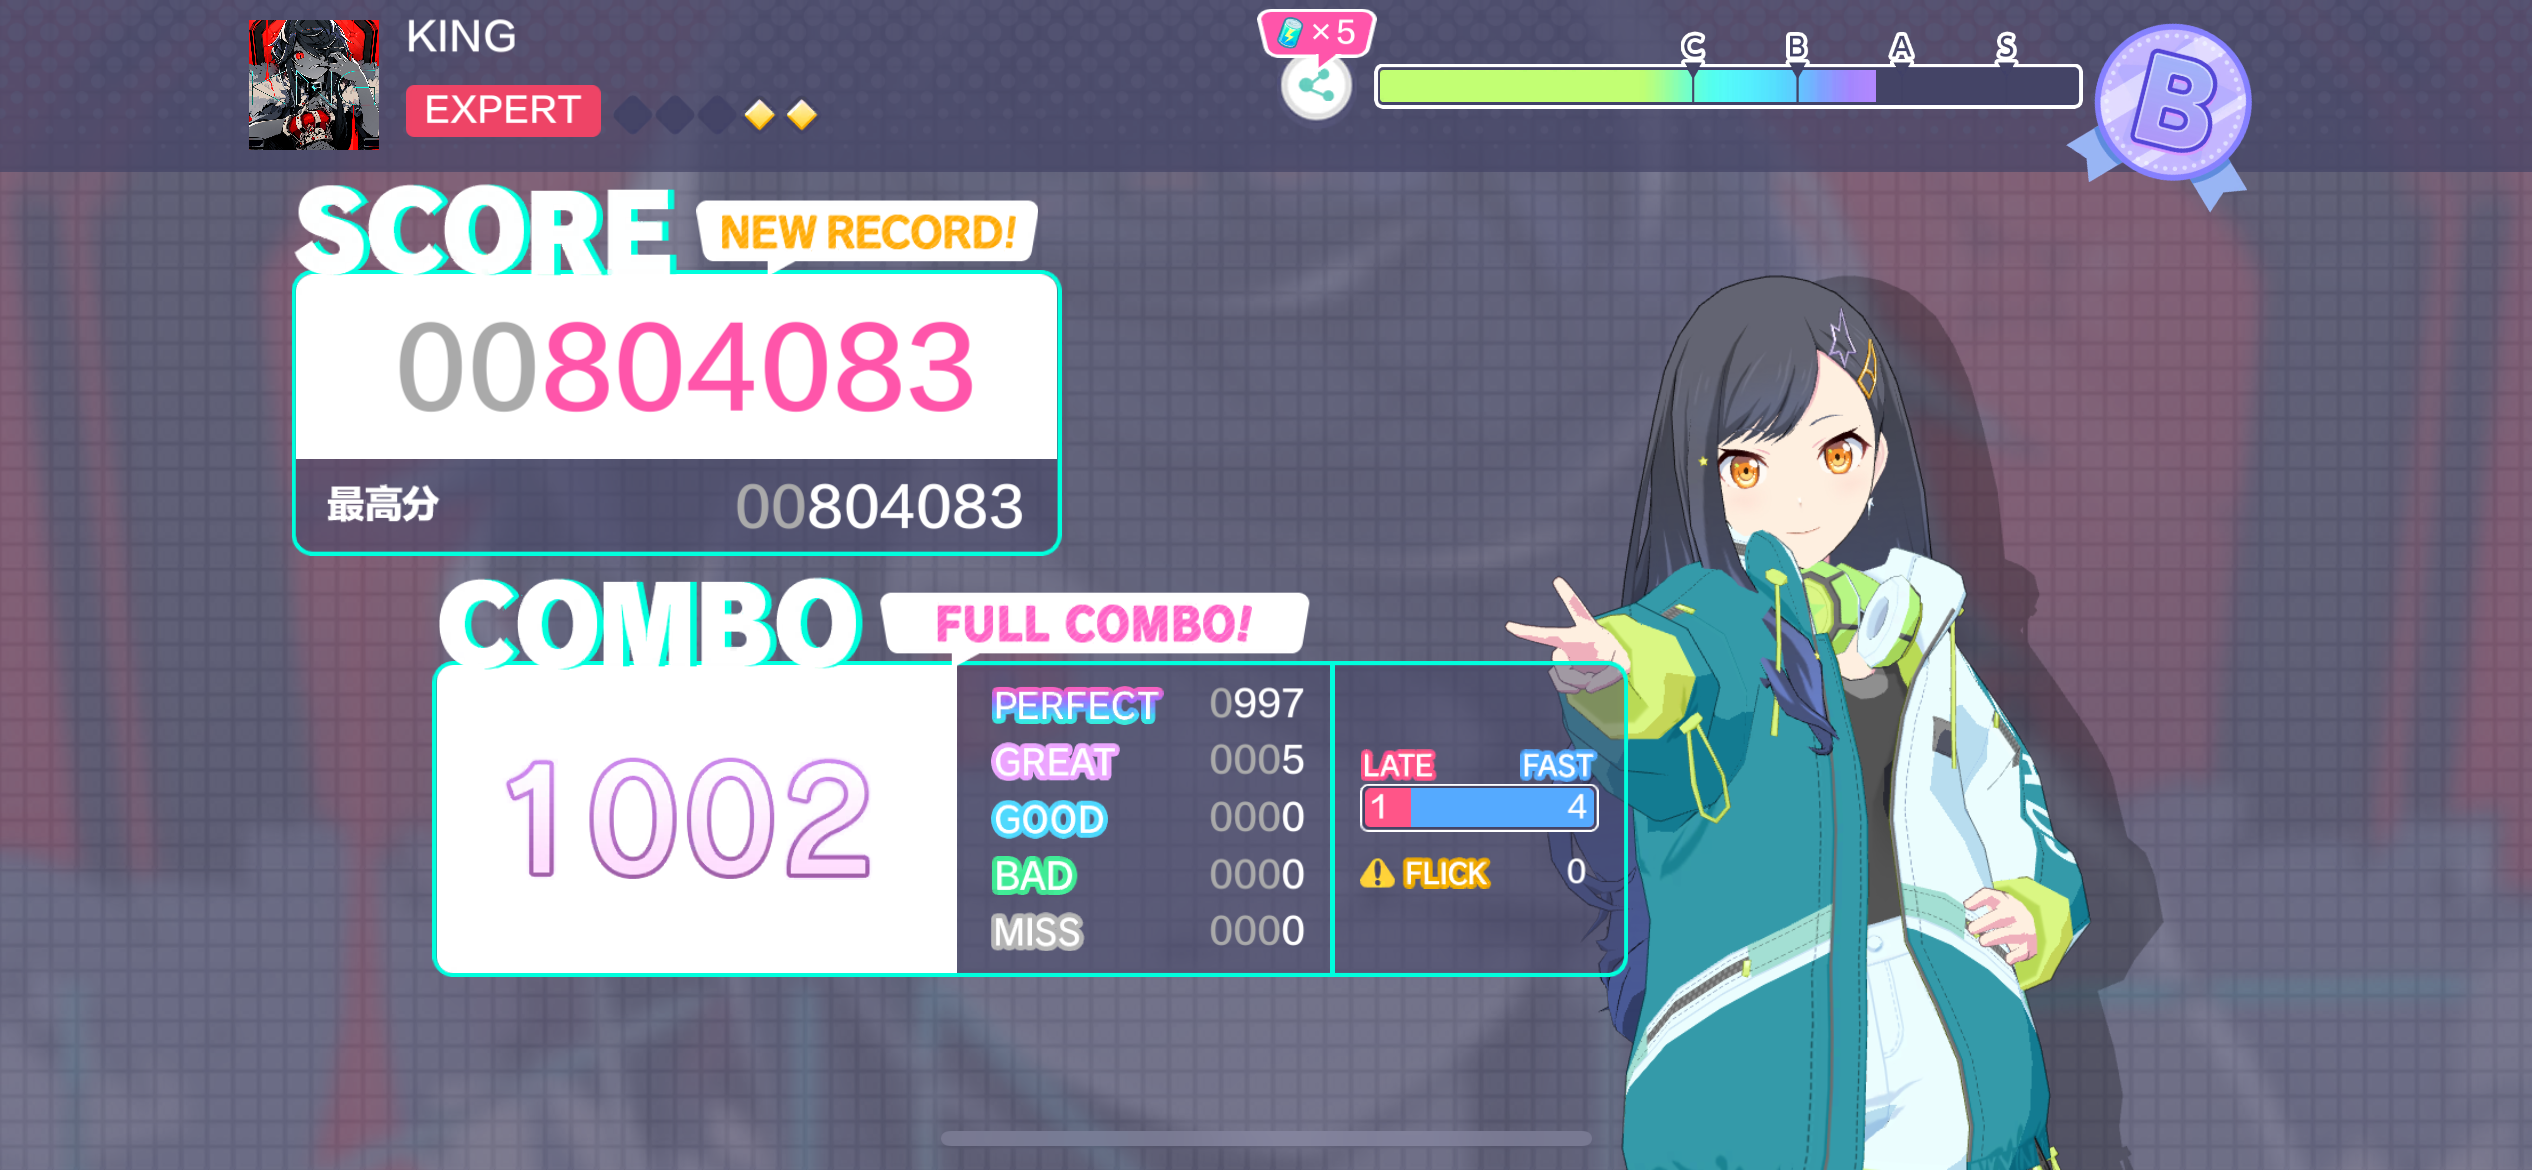 KING
EXPERT
×5
C B A S
B
SCORE
NEW RECORD!
00804083
最高分 00804083
COMBO
FULL COMBO!
1002
PERFECT 0997
GREAT 0005
GOOD 0000
BAD 0000
MISS 0000
LATE FAST
1 4
FLICK 0